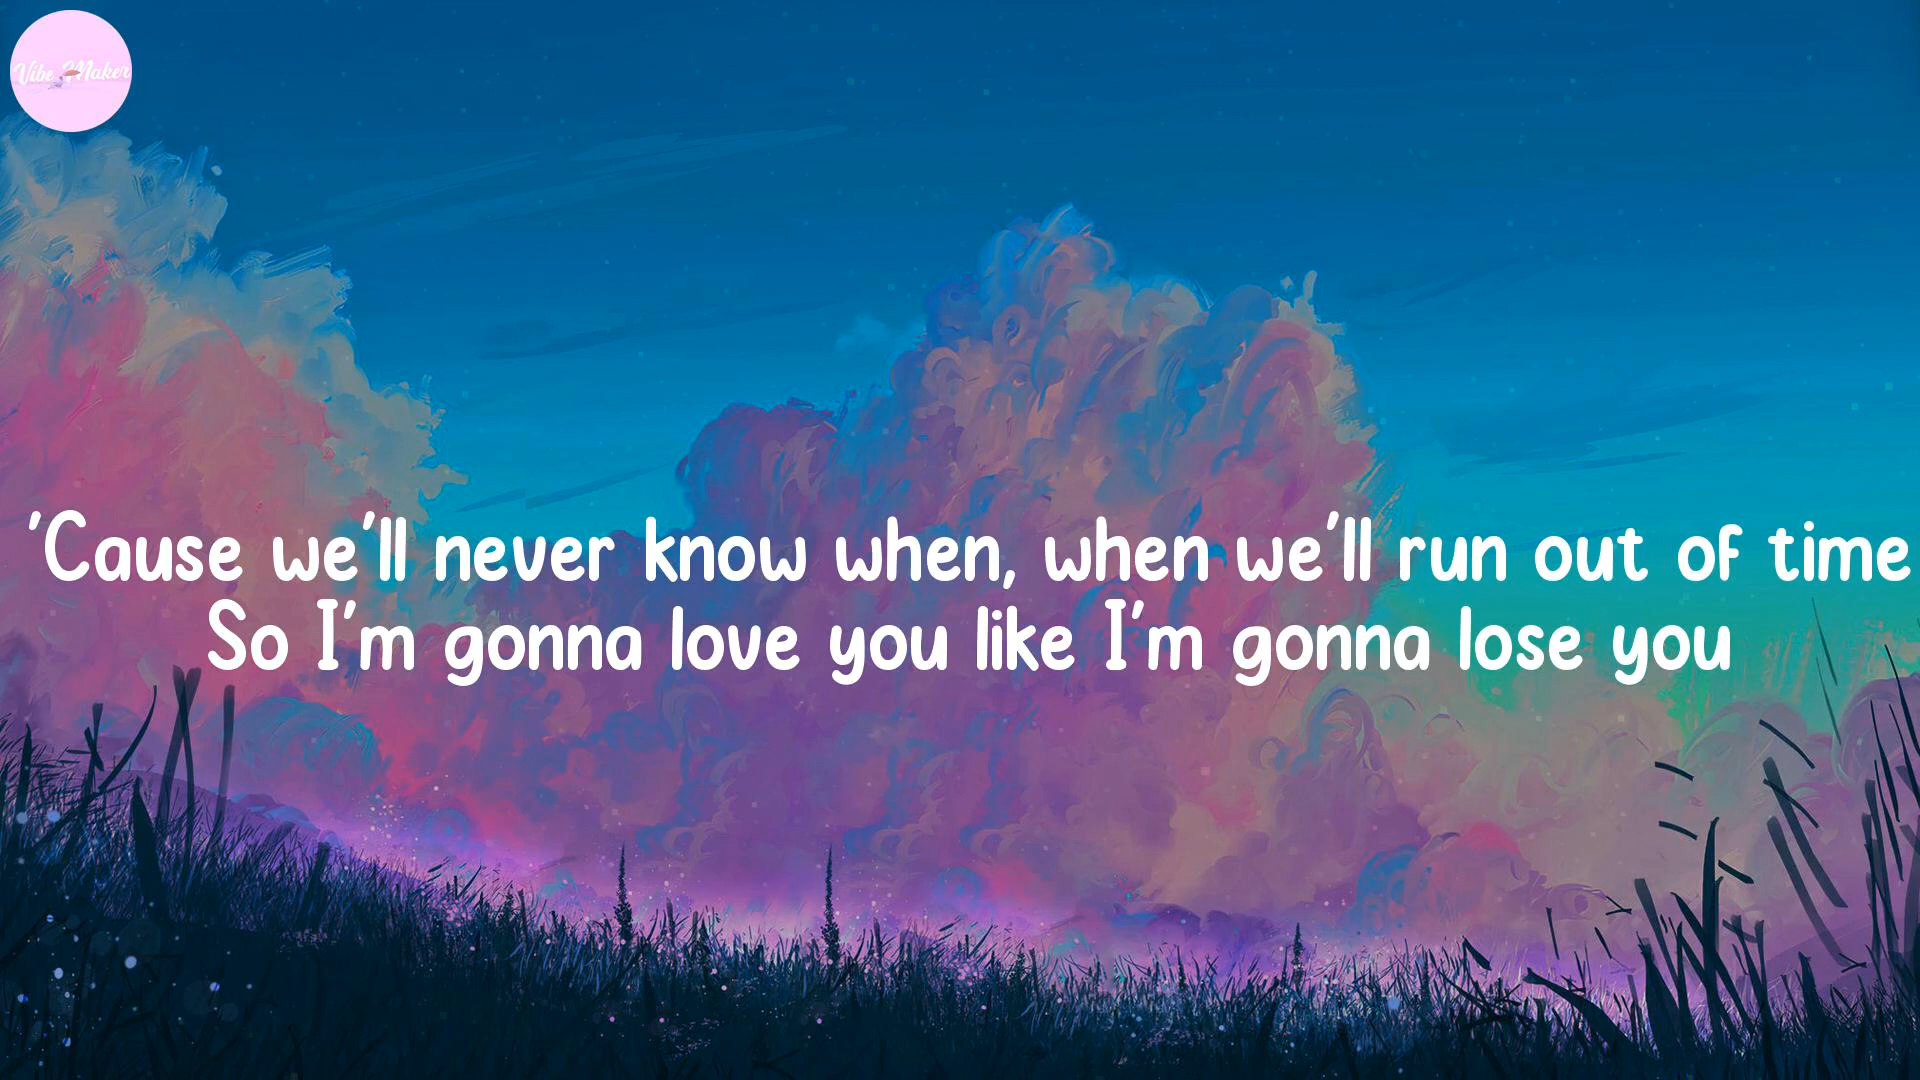 Vibe Maker
'Cause we'll never know when, when we'll run out of time
So I'm gonna love you like I'm gonna lose you